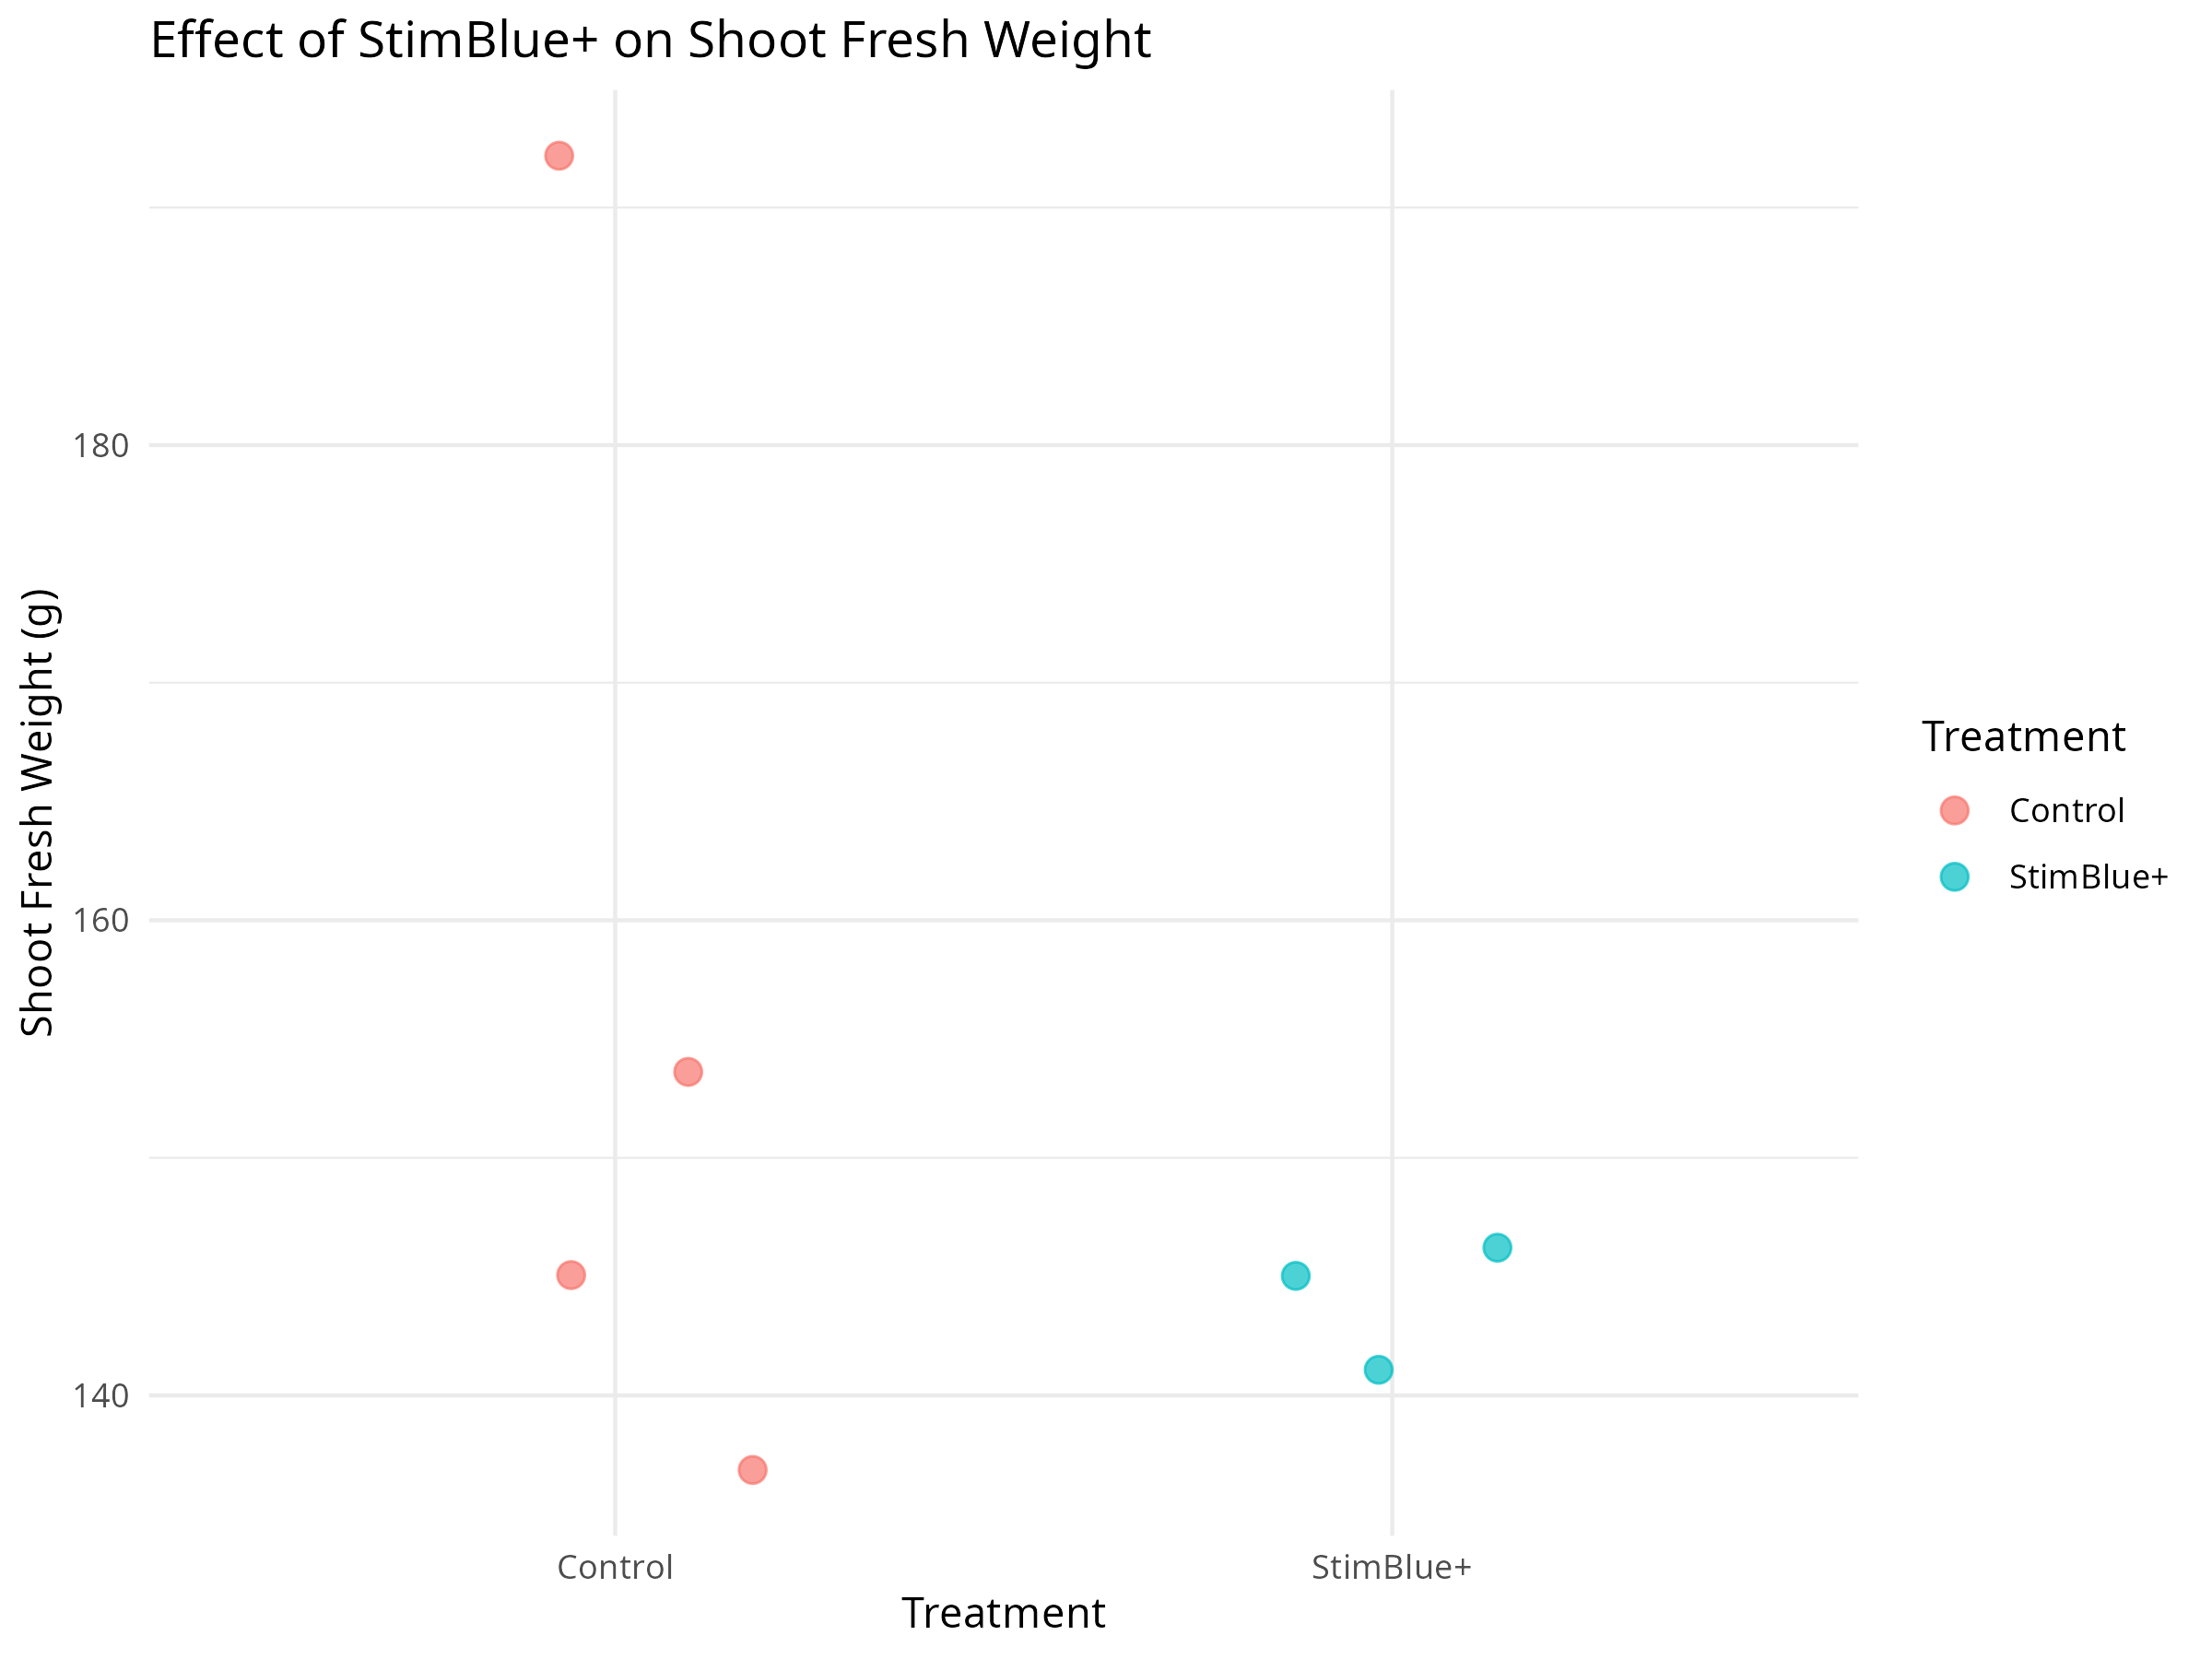 Effect of StimBlue+ on Shoot Fresh Weight
Shoot Fresh Weight (g)
180
160
140
Control
StimBlue+
Treatment
Treatment
Control
StimBlue+